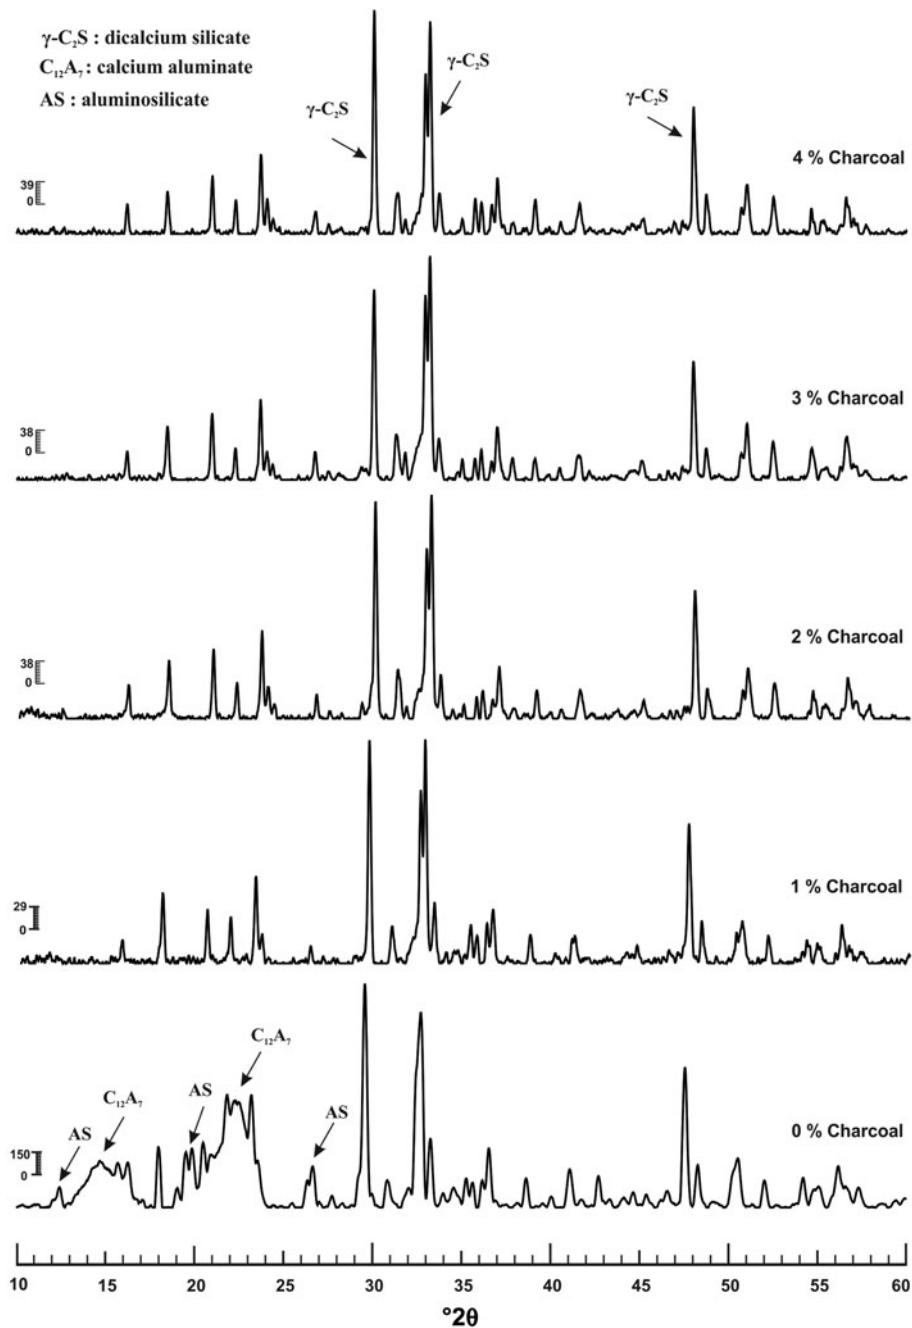 γ-C₂S : dicalcium silicate
C₁₂A₇ : calcium aluminate
AS : aluminosilicate
γ-C₂S
γ-C₂S
γ-C₂S
4 % Charcoal
39
0
3 % Charcoal
38
0
2 % Charcoal
38
0
1 % Charcoal
29
0
C₁₂A₇
AS
C₁₂A₇
AS
AS
0 % Charcoal
150
0
10 15 20 25 30 35 40 45 50 55 60
°2θ